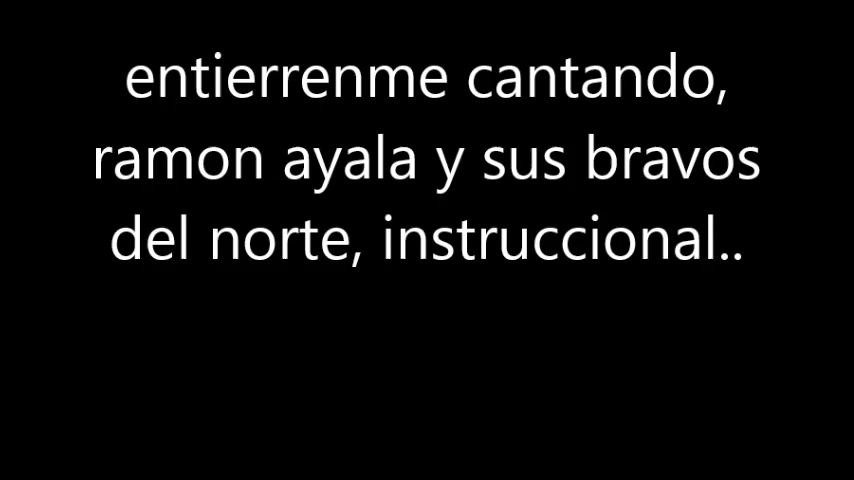 entierrenme cantando,
ramon ayala y sus bravos
del norte, instruccional..